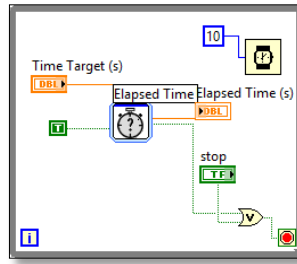 10
Time Target (s)
DBL
Elapsed Time
Elapsed Time (s)
DBL
T
stop
TF
V
i